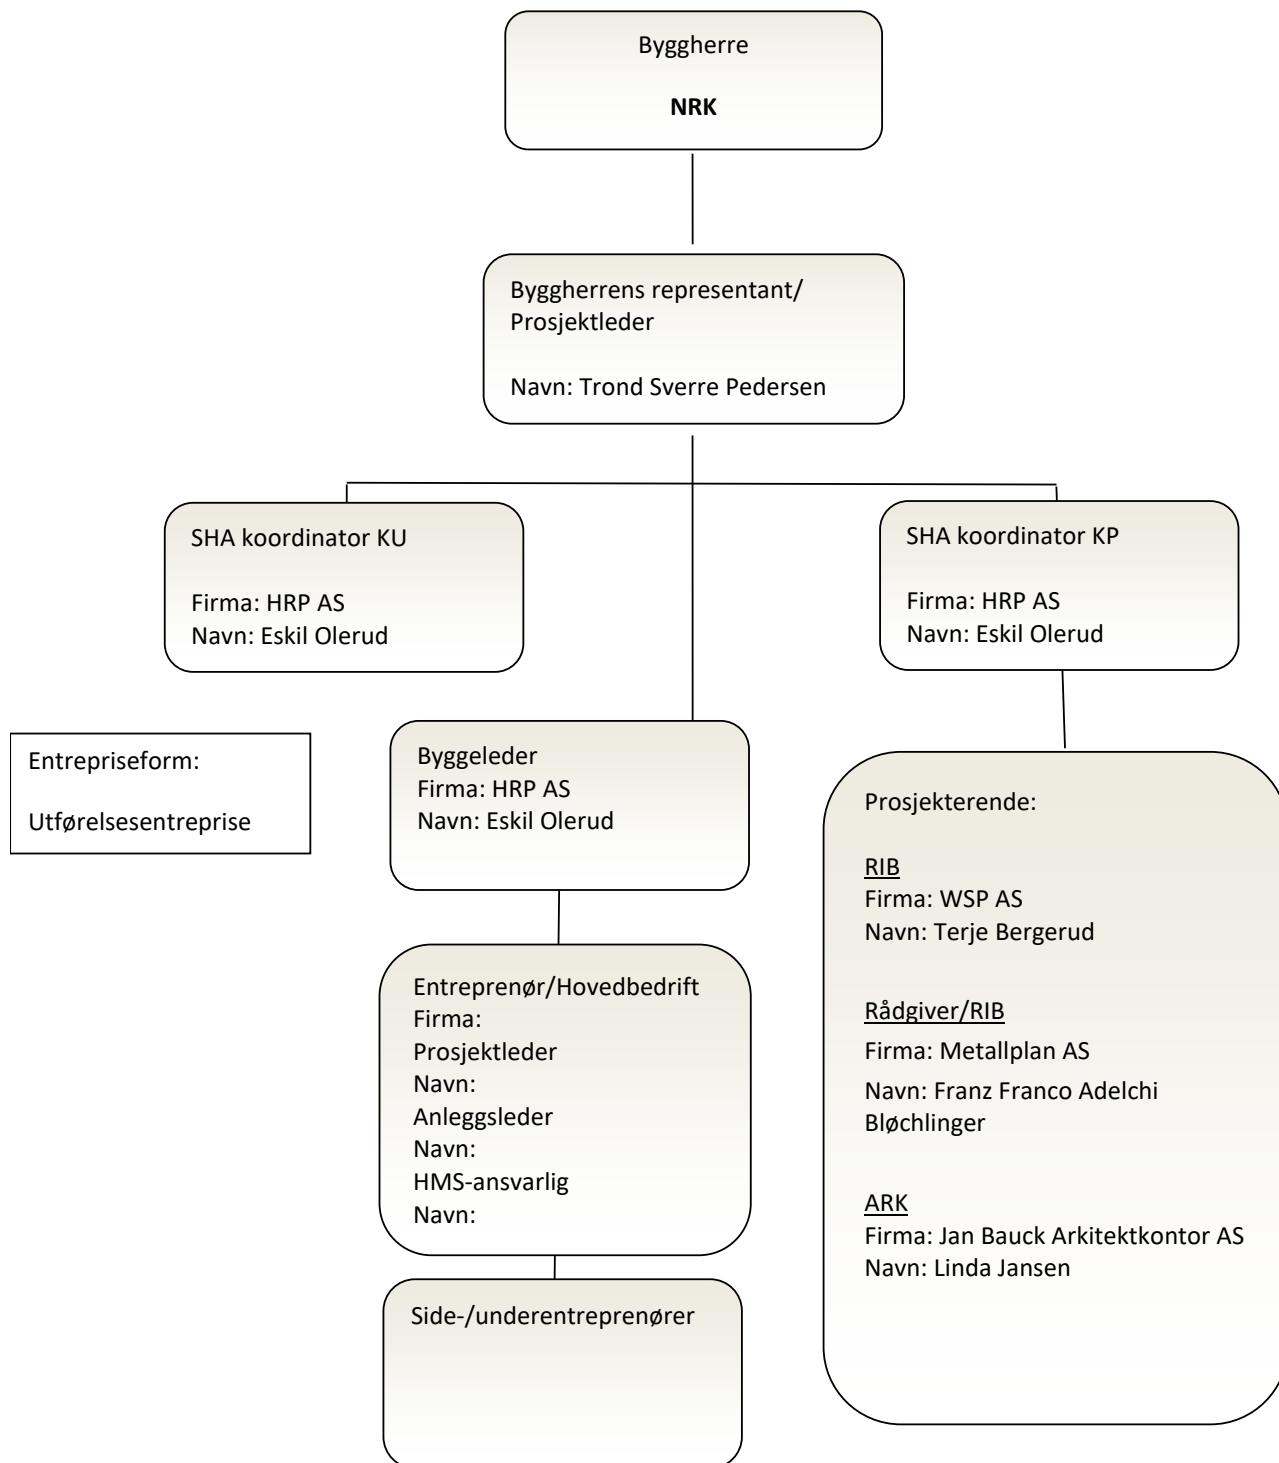 Byggherre
NRK
Byggherrens representant/
Prosjektleder
Navn: Trond Sverre Pedersen
SHA koordinator KU
Firma: HRP AS
Navn: Eskil Olerud
SHA koordinator KP
Firma: HRP AS
Navn: Eskil Olerud
Entrepriseform:
Utførelsesentreprise
Byggeleder
Firma: HRP AS
Navn: Eskil Olerud
Entreprenør/Hovedbedrift
Firma:
Prosjektleder
Navn:
Anleggsleder
Navn:
HMS-ansvarlig
Navn:
Side-/underentreprenører
Prosjekterende:
RIB
Firma: WSP AS
Navn: Terje Bergerud
Rådgiver/RIB
Firma: Metallplan AS
Navn: Franz Franco Adelchi
Bløchlinger
ARK
Firma: Jan Bauck Arkitektkontor AS
Navn: Linda Jansen